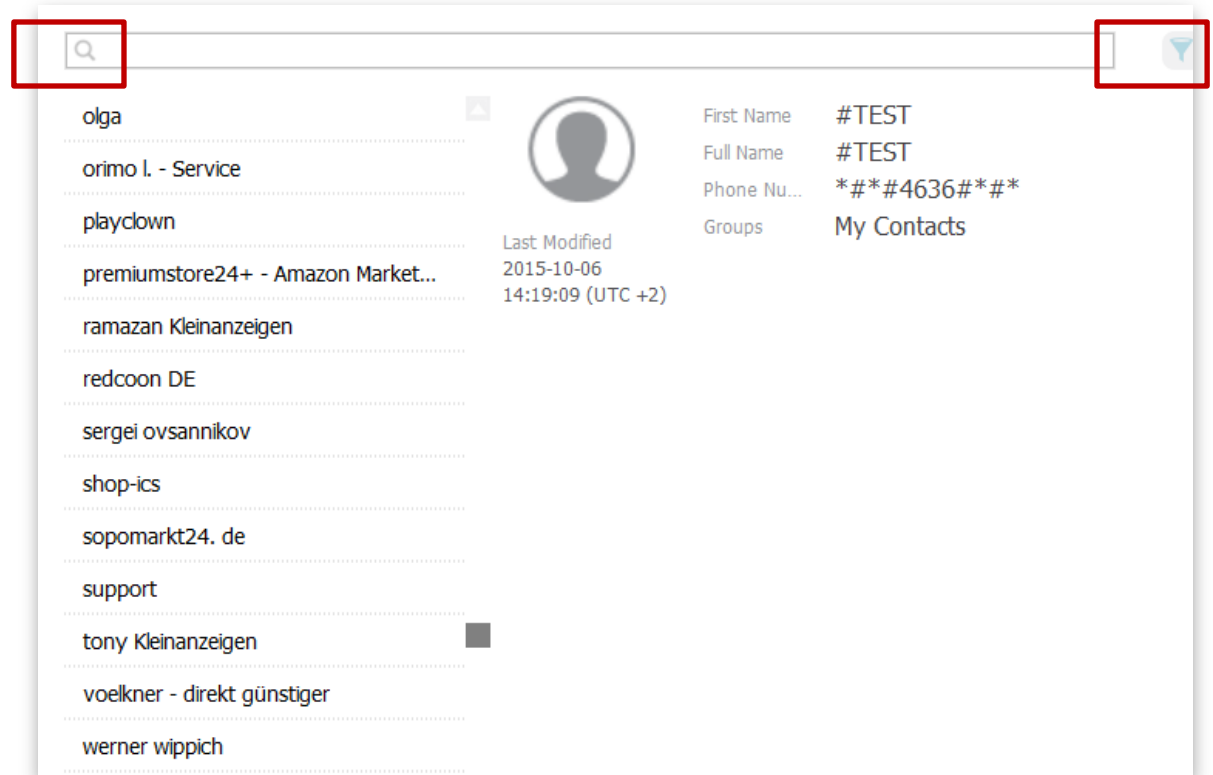 olga
orimo l. - Service
playclown
premiumstore24+ - Amazon Market...
ramazan Kleinanzeigen
redcoon DE
sergei ovsannikov
shop-ics
sopomarkt24. de
support
tony Kleinanzeigen
voelkner - direkt günstiger
werner wippich
Last Modified
2015-10-06
14:19:09 (UTC +2)
First Name #TEST
Full Name #TEST
Phone Nu... *#*#4636#*#*
Groups My Contacts